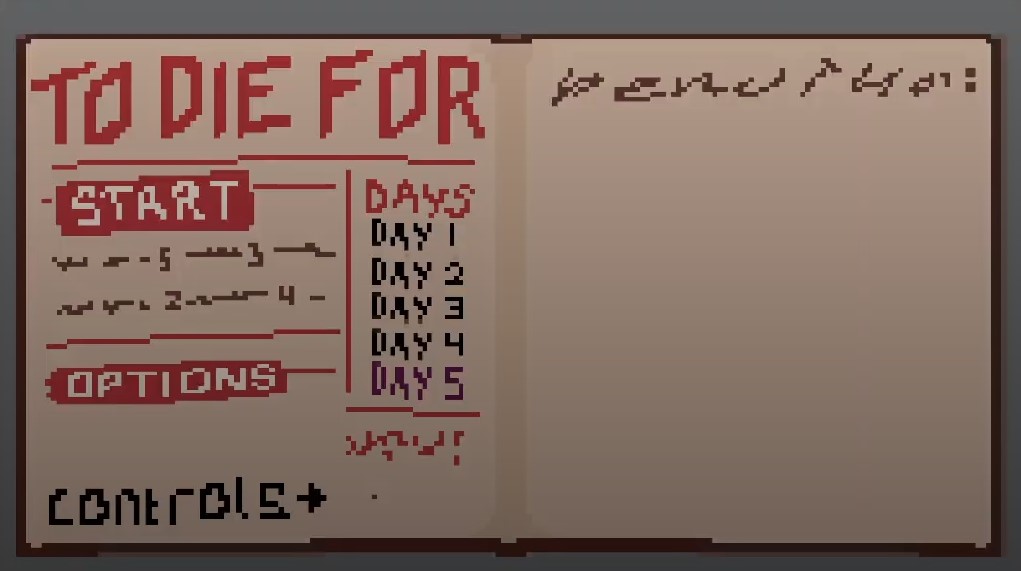 TO DIE FOR
START
DAYS
DAY 1
DAY 2
DAY 3
DAY 4
DAY 5
OPTIONS
controls→